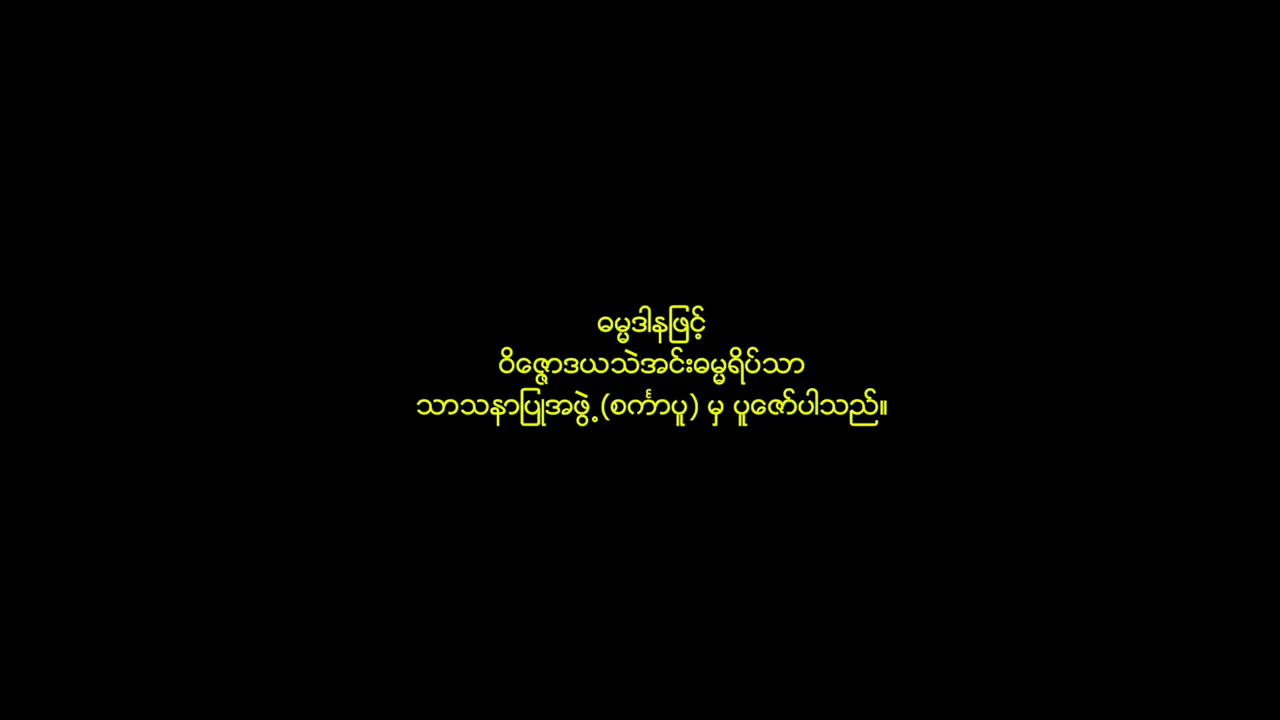 ဓမ္မဒါနဖြင့်
ဝိဇ္ဇောဒယသဲအင်းဓမ္မရိပ်သာ
သာသနာပြုအဖွဲ့(စင်္ကာပူ) မှ ပူဇော်ပါသည်။